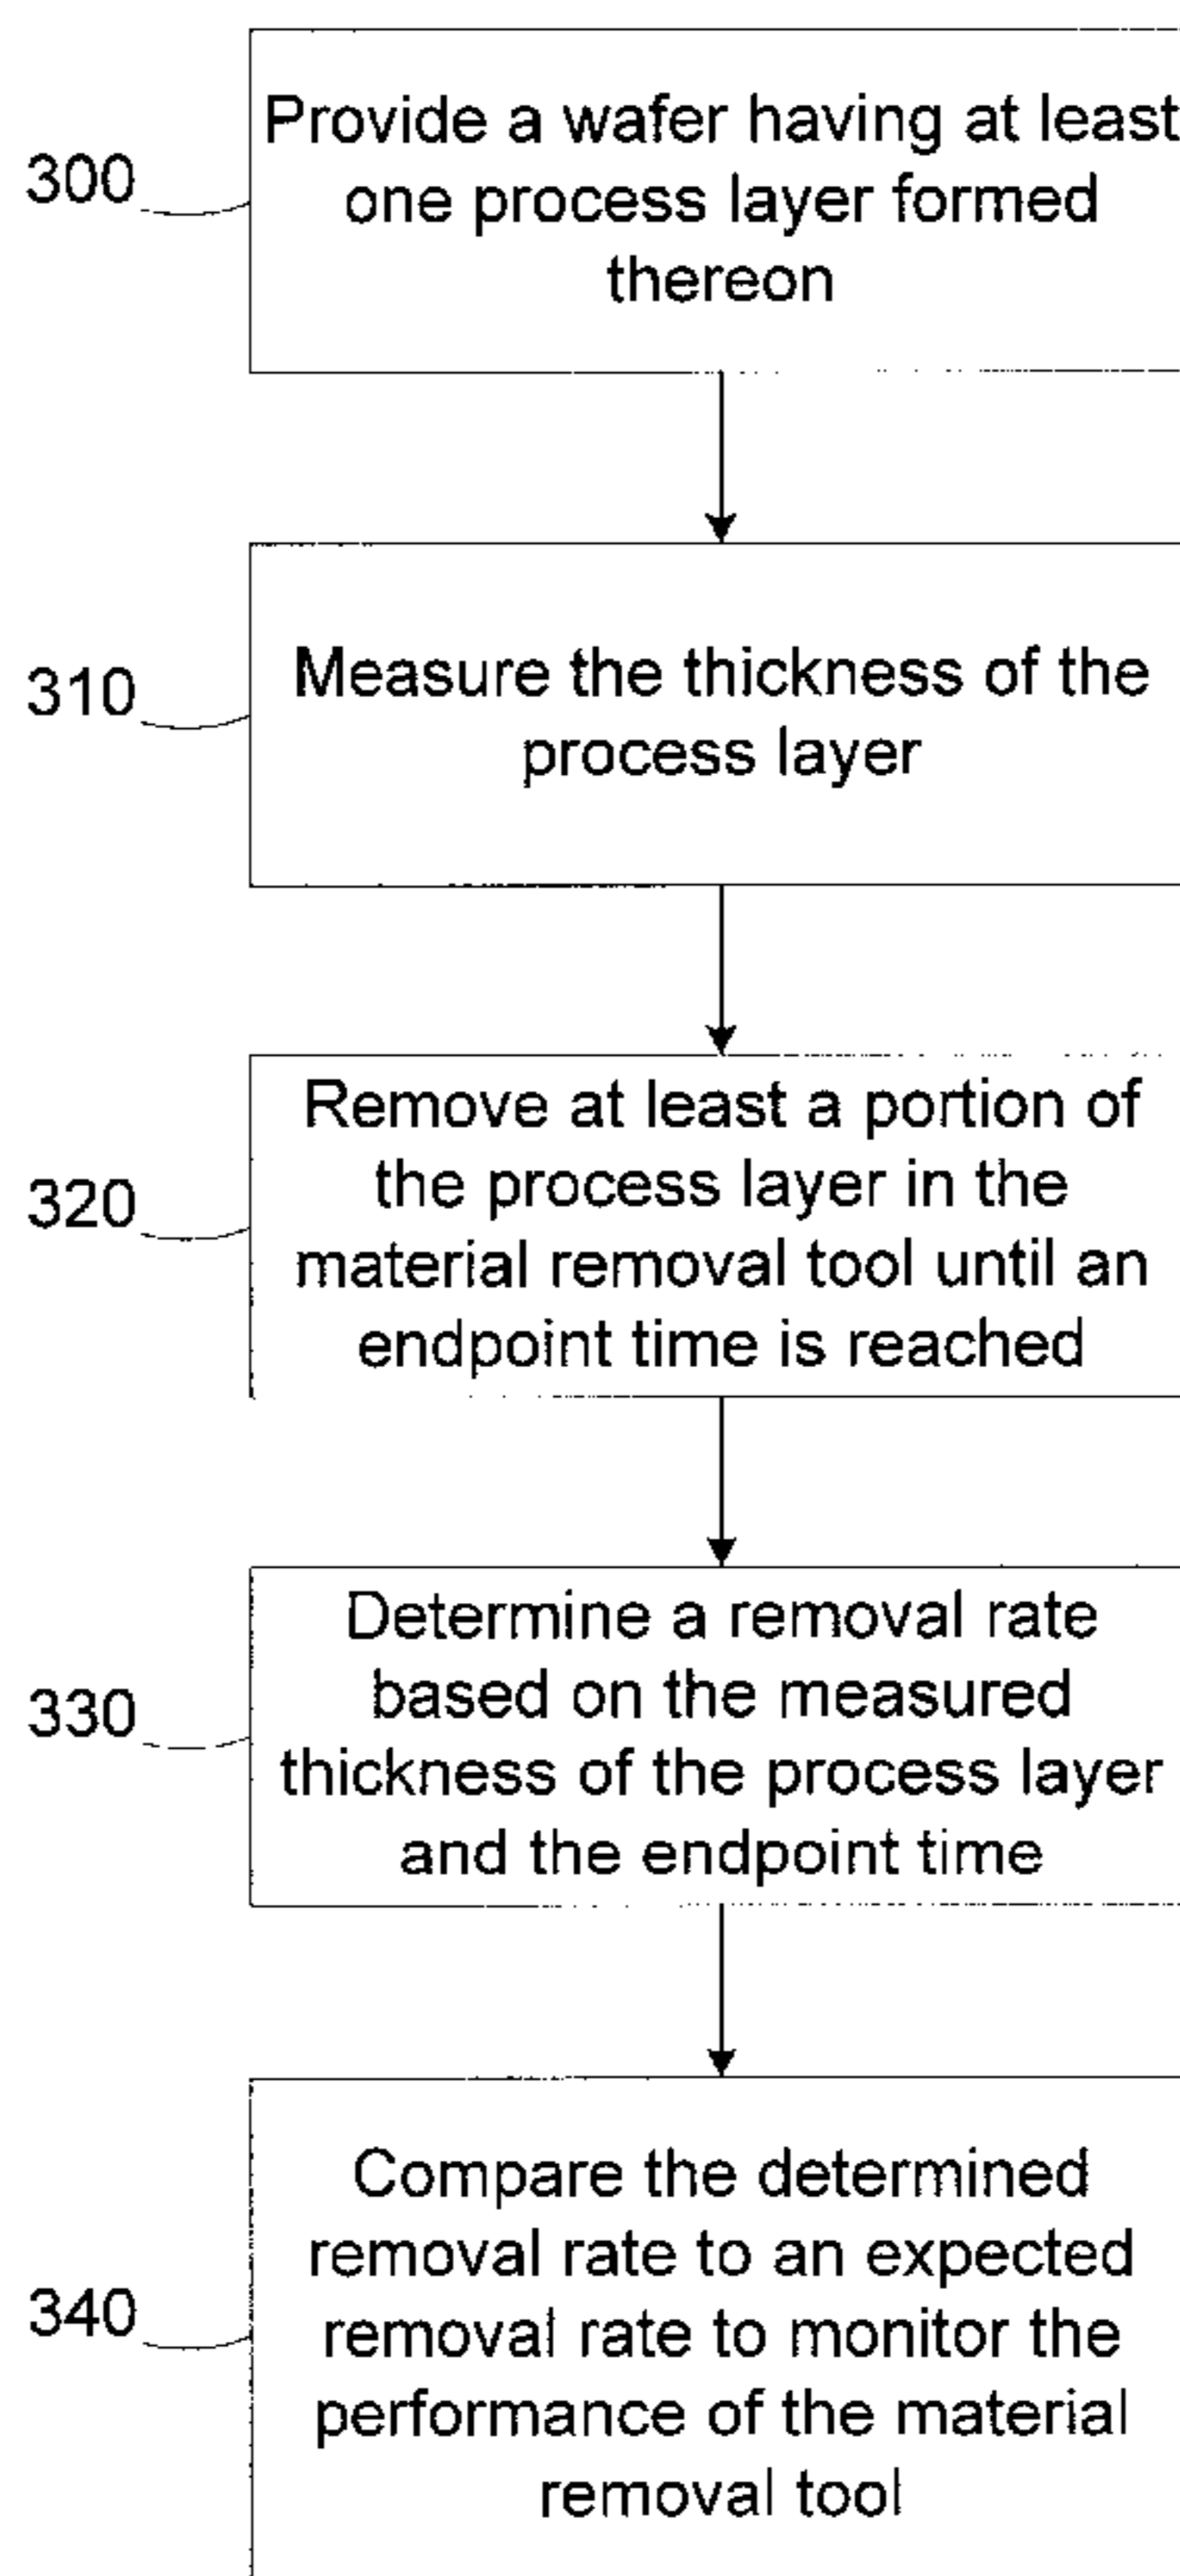 300
Provide a wafer having at least
one process layer formed
thereon
310
Measure the thickness of the
process layer
320
Remove at least a portion of
the process layer in the
material removal tool until an
endpoint time is reached
330
Determine a removal rate
based on the measured
thickness of the process layer
and the endpoint time
340
Compare the determined
removal rate to an expected
removal rate to monitor the
performance of the material
removal tool